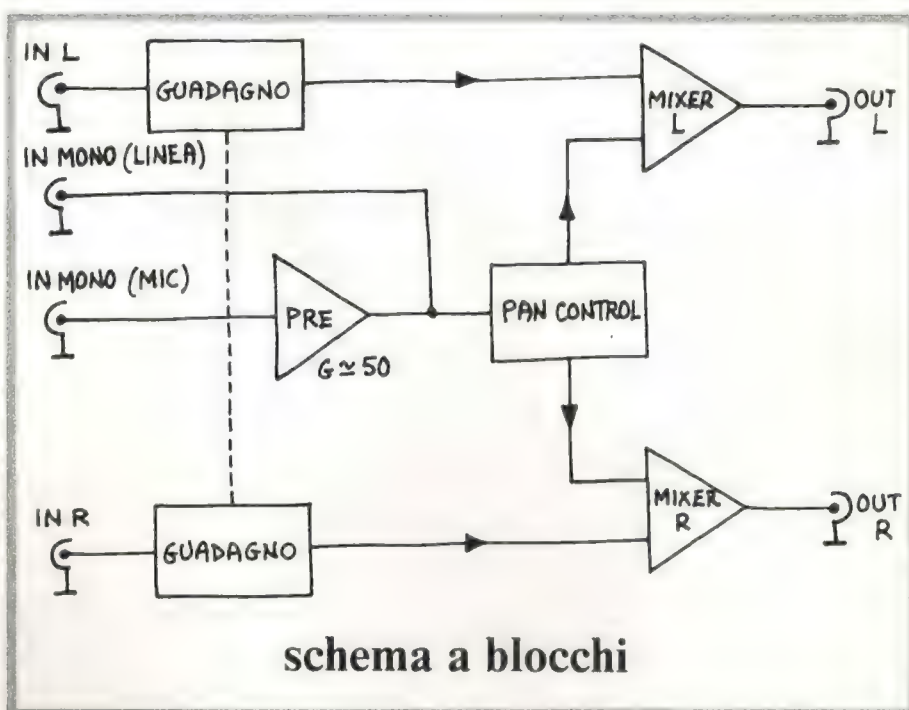 IN L
GUADAGNO
MIXER
L
OUT
L
IN MONO (LINEA)
IN MONO (MIC)
PRE
G ≃ 50
PAN CONTROL
IN R
GUADAGNO
MIXER
R
OUT
R
schema a blocchi